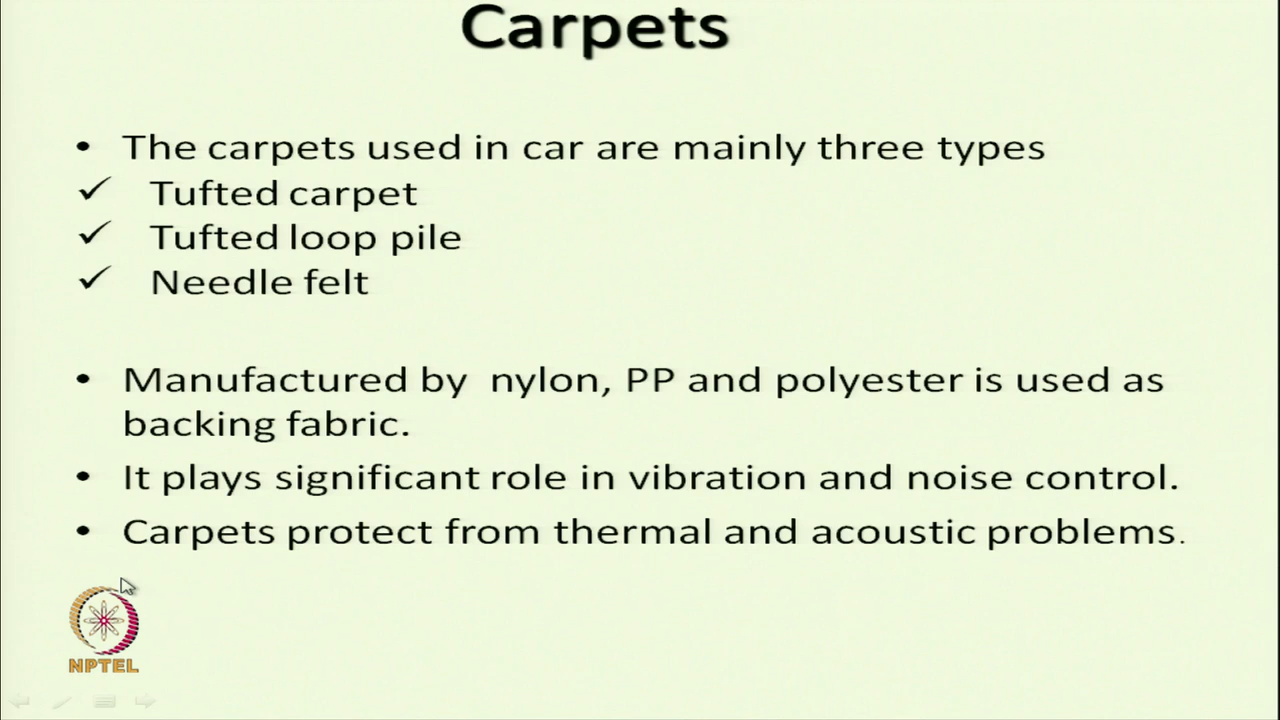 Carpets
• The carpets used in car are mainly three types
✓ Tufted carpet
✓ Tufted loop pile
✓ Needle felt
• Manufactured by nylon, PP and polyester is used as
backing fabric.
• It plays significant role in vibration and noise control.
• Carpets protect from thermal and acoustic problems.
NPTEL